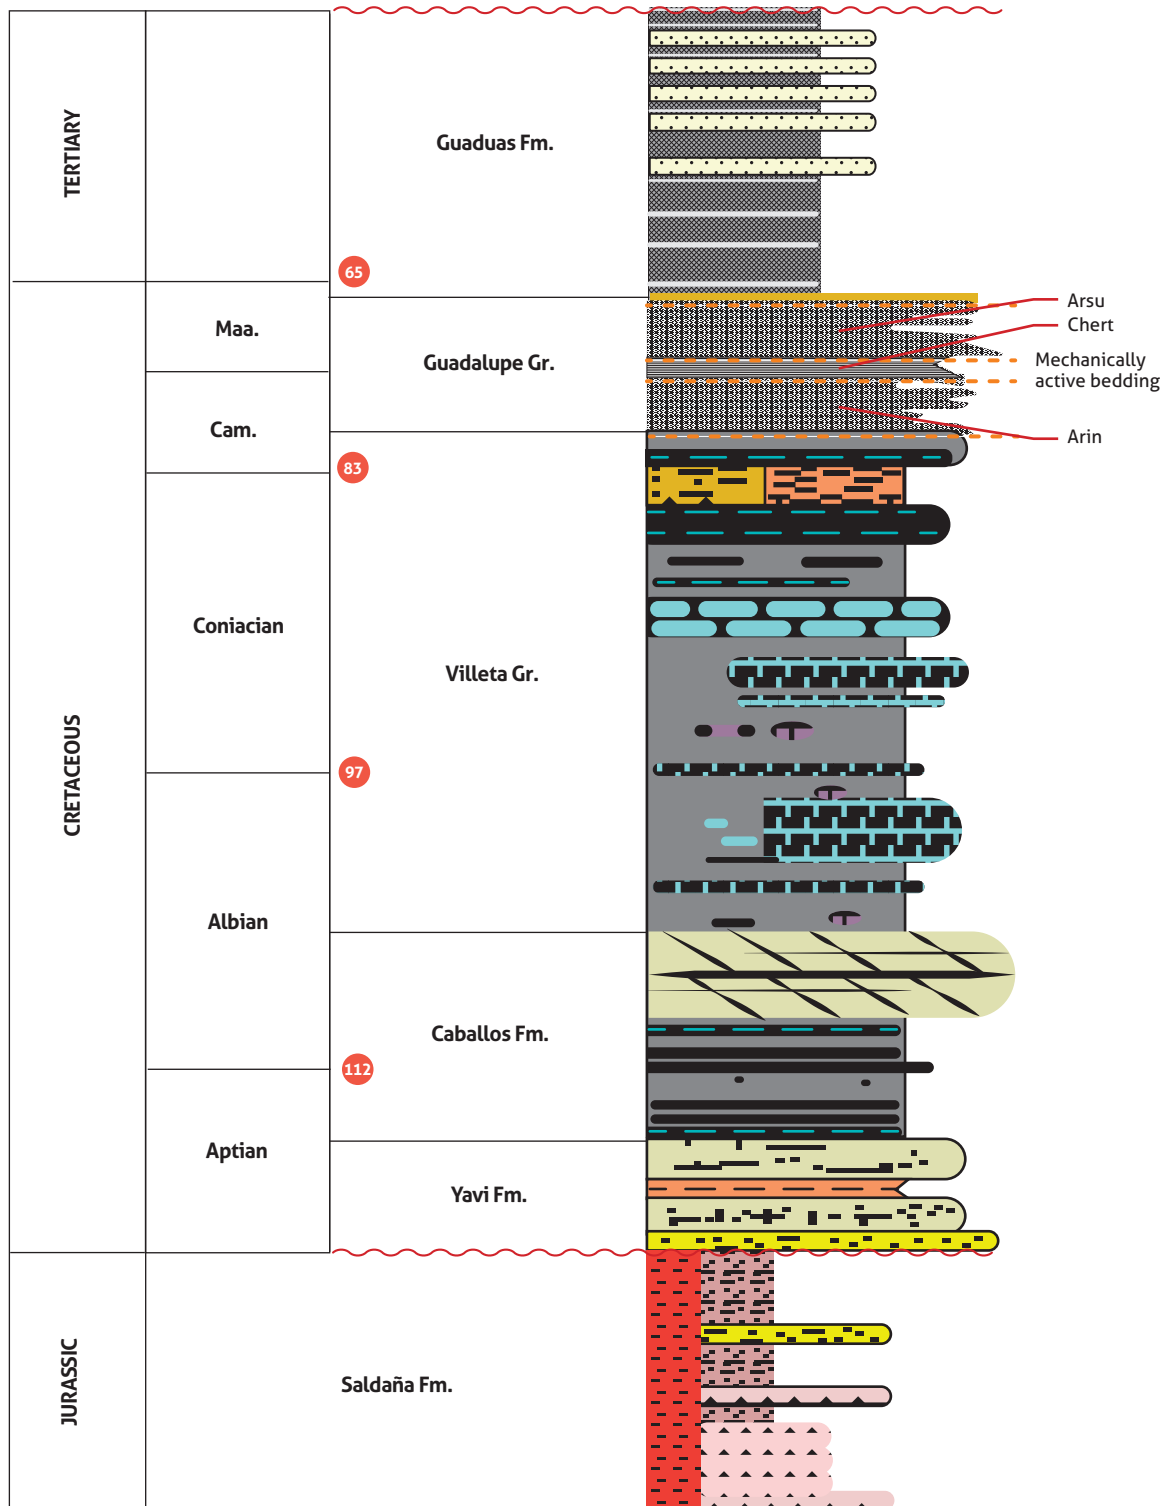 TERTIARY
Guaduas Fm.
65
Maa.
Guadalupe Gr.
Arsu
Chert
Mechanically
active bedding
Cam.
Arin
83
CRETACEOUS
Coniacian
Villeta Gr.
97
Albian
Caballos Fm.
112
Aptian
Yavi Fm.
JURASSIC
Saldaña Fm.